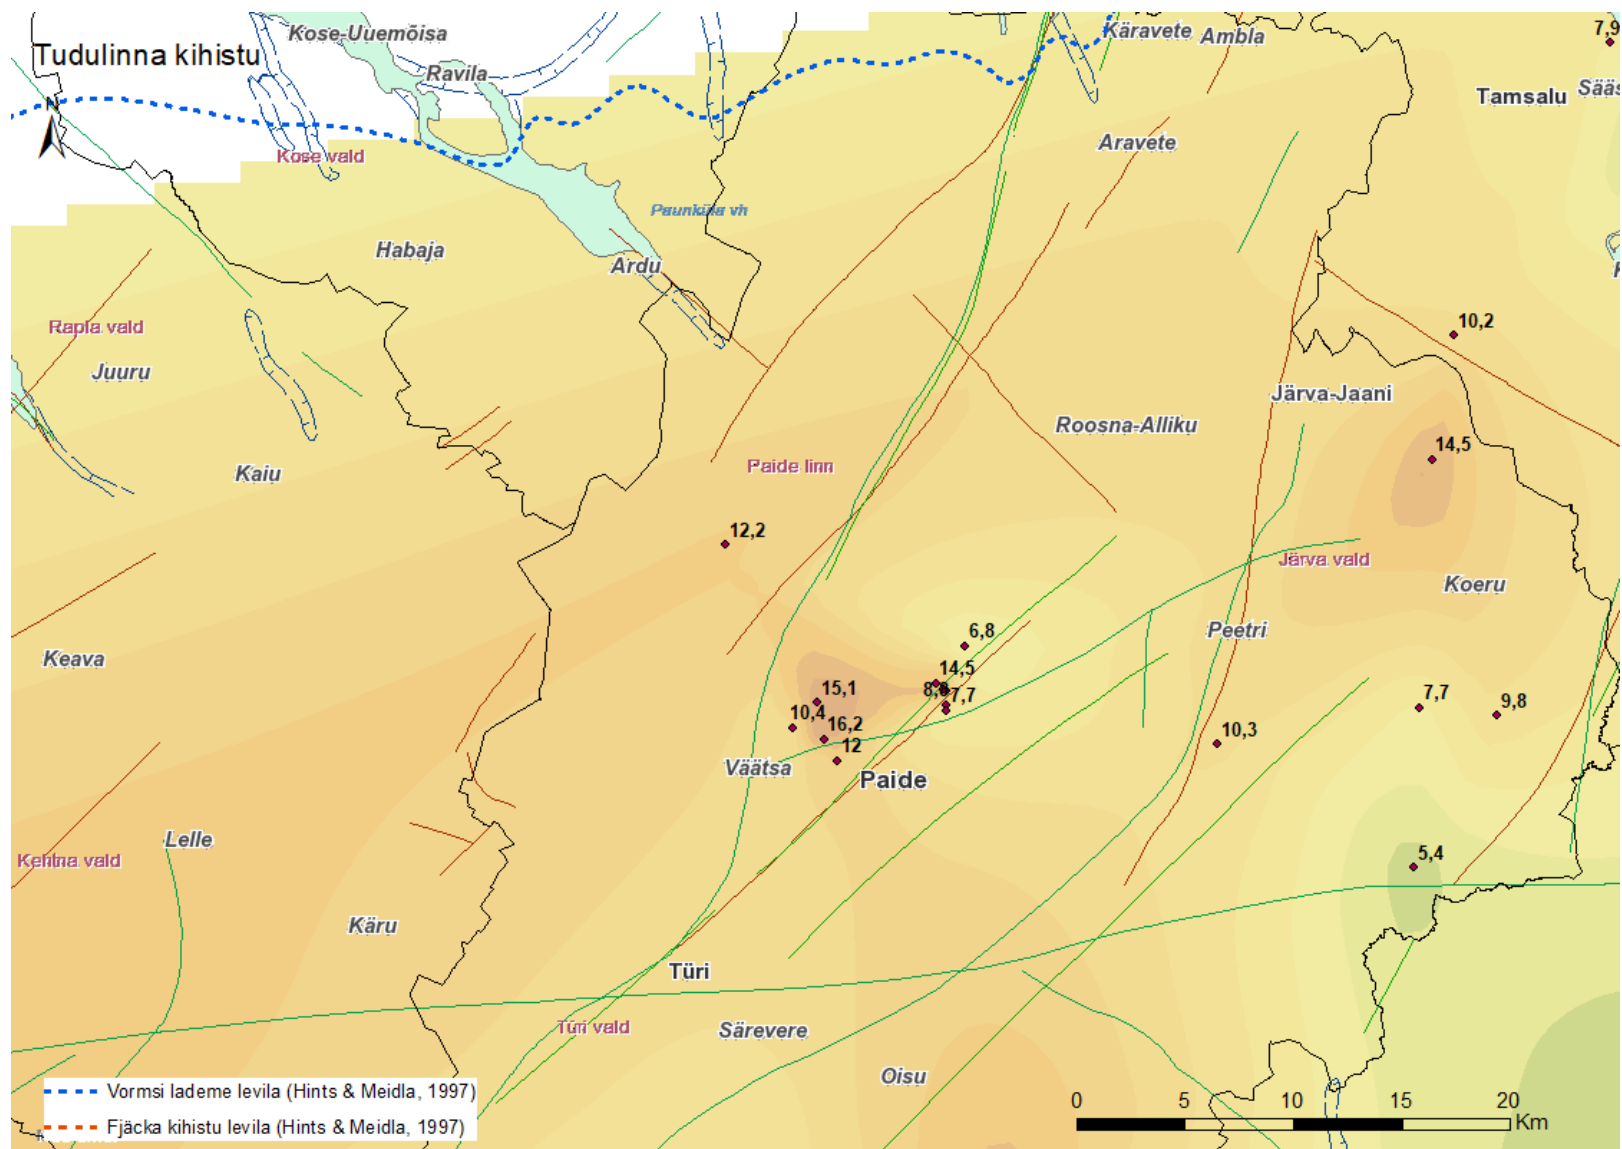 Kose-Uuemõisa
Käravete
Ambla
7,9
Tudulinna kihistu
Ravila
Tamsalu
N
Aravete
Kose vald
Paunküla vh
Habaja
Ardu
Rapla vald
10,2
Juuru
Järva-Jaani
Roosna-Alliku
14,5
Kaiu
Paide linn
12,2
Järva vald
Koeru
6,8
Peetri
Keava
14,5
7,7
15,1
10,4
16,2
7,7
9,8
12
10,3
Väätsa
Paide
Lelle
5,4
Kehtna vald
Käru
Türi
Türi vald
Särevere
Oisu
Vormsi lademe levila (Hints & Meidla, 1997)
Fjäcka kihistu levila (Hints & Meidla, 1997)
0 5 10 15 20
Km